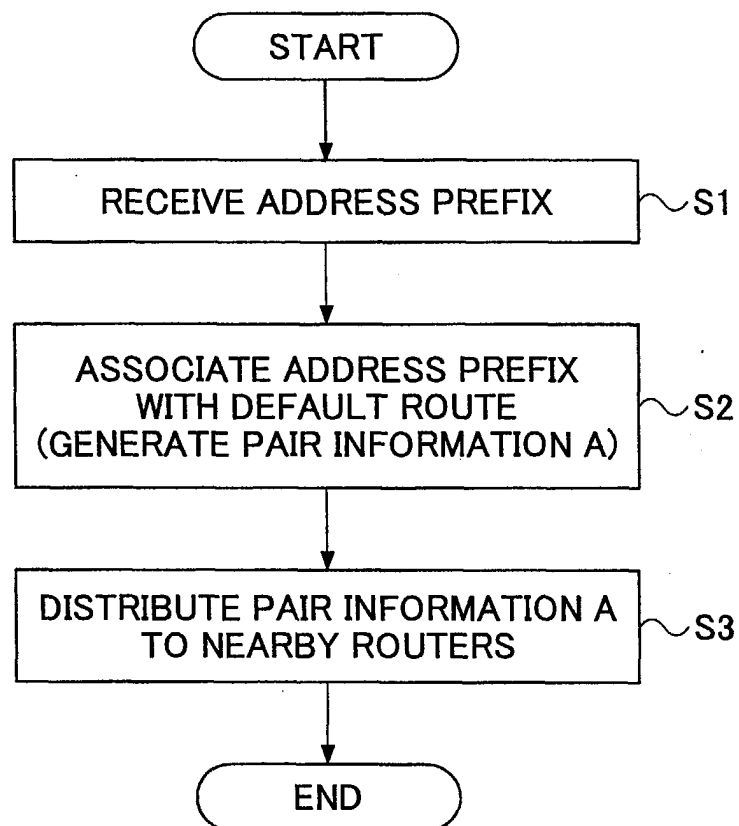 START
RECEIVE ADDRESS PREFIX
S1
ASSOCIATE ADDRESS PREFIX
WITH DEFAULT ROUTE
(GENERATE PAIR INFORMATION A)
S2
DISTRIBUTE PAIR INFORMATION A
TO NEARBY ROUTERS
S3
END